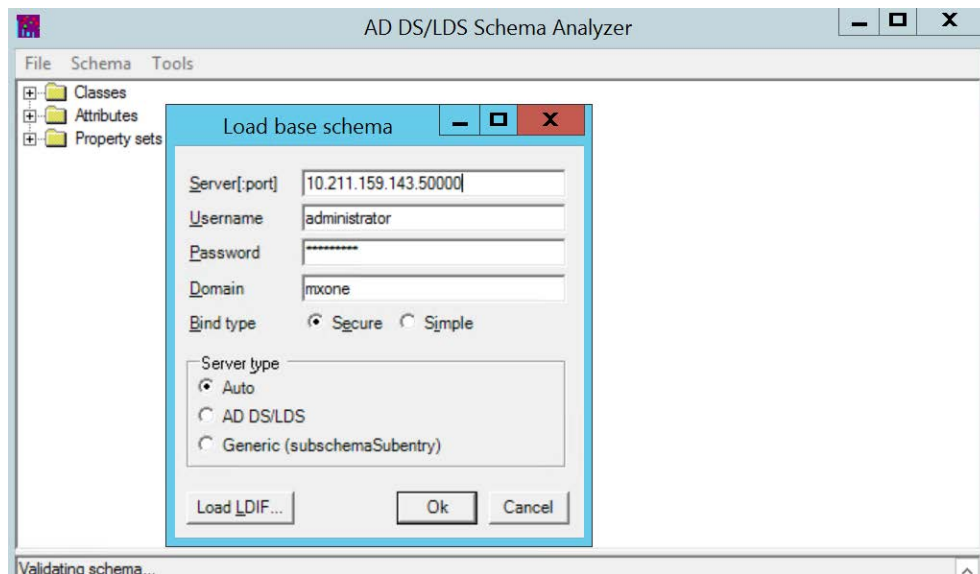 AD DS/LDS Schema Analyzer
File Schema Tools
Classes
Attributes
Property sets
Load base schema
Server[:port] 10.211.159.143.50000
Username administrator
Password *********
Domain mxone
Bind type Secure Simple
Server type
Auto
AD DS/LDS
Generic (subschemaSubentry)
Load LDIF... Ok Cancel
Validating schema...